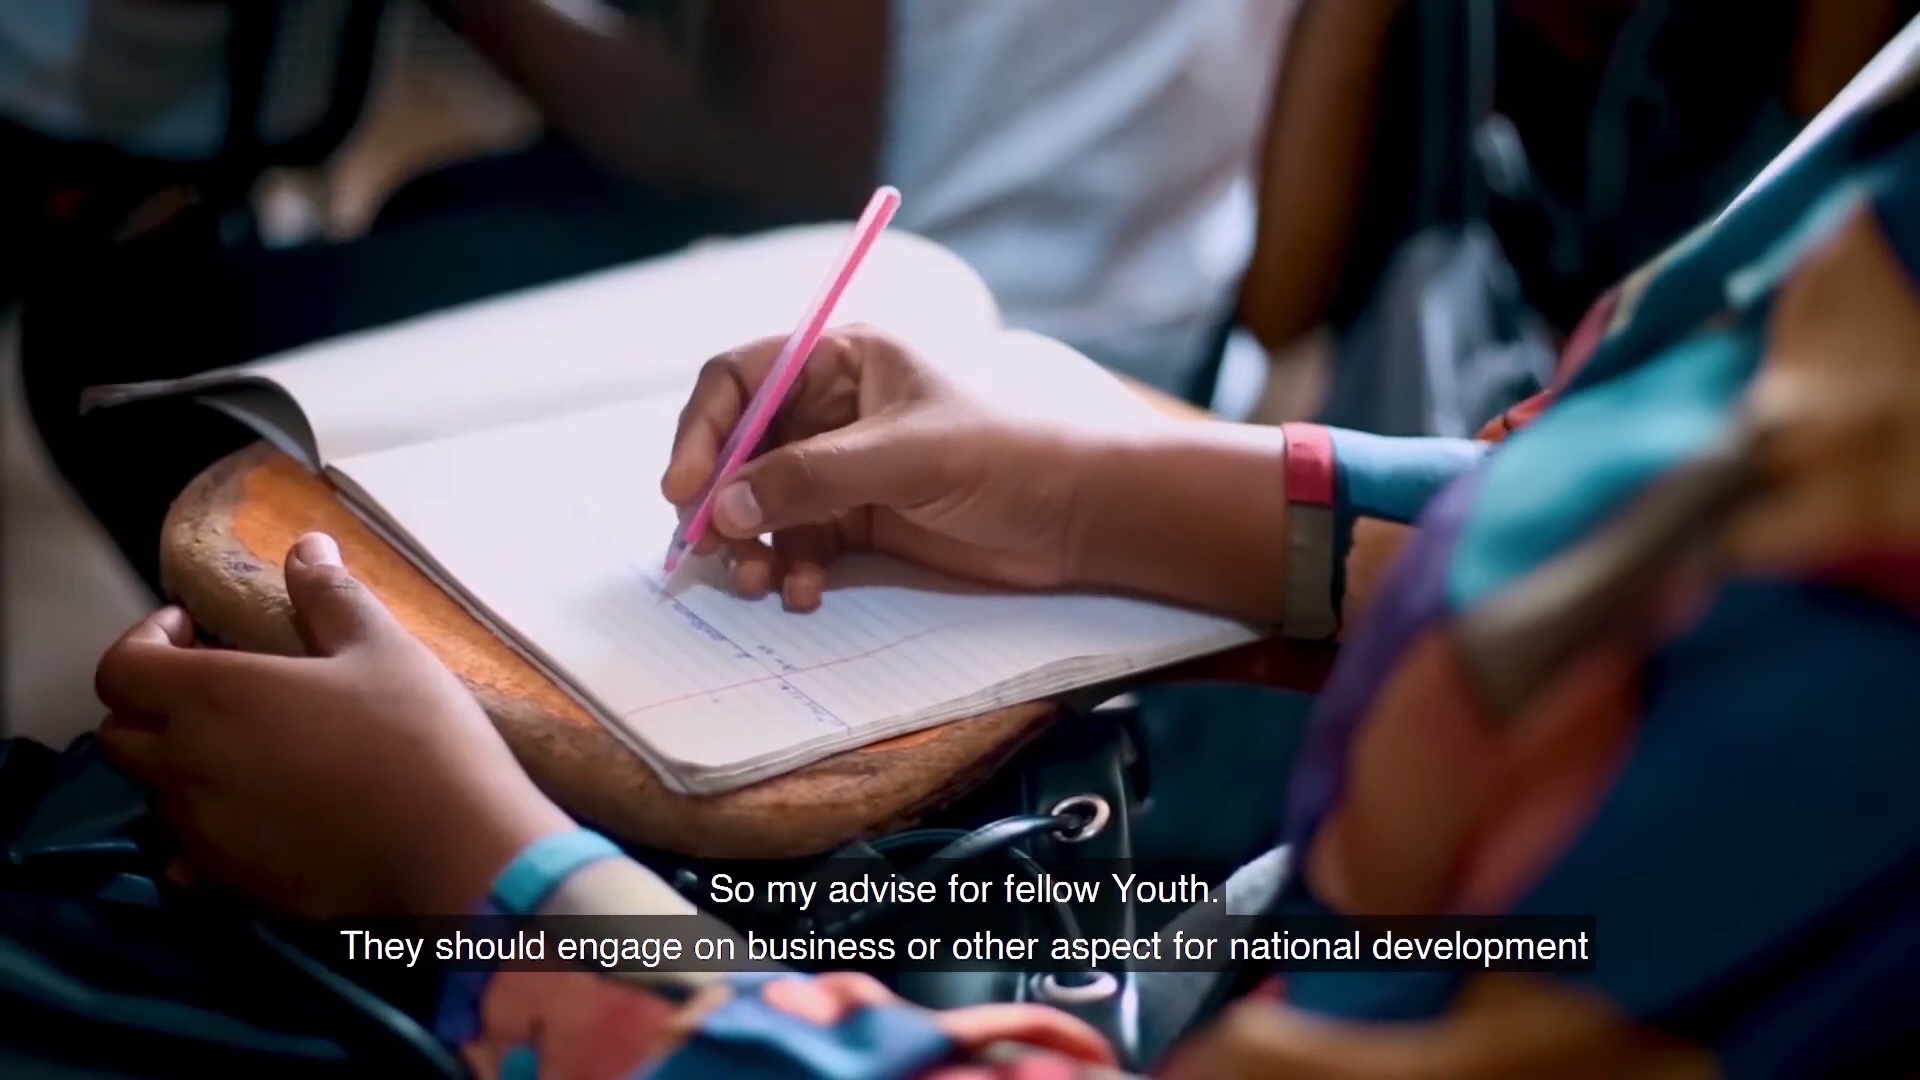 So my advise for fellow Youth.
They should engage on business or other aspect for national development